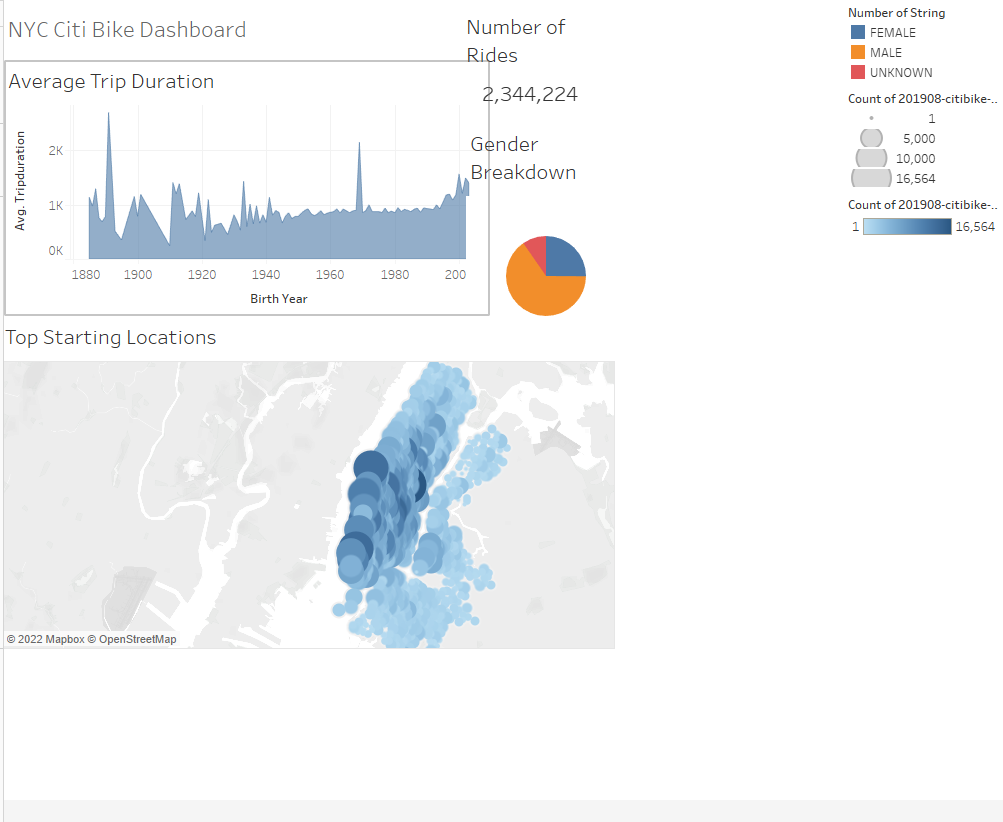 NYC Citi Bike Dashboard
Number of
Rides
2,344,224
Average Trip Duration
Avg. Tripduration
2K
1K
0K
1880 1900 1920 1940 1960 1980 200
Birth Year
Gender
Breakdown
Top Starting Locations
© 2022 Mapbox © OpenStreetMap
Number of String
FEMALE
MALE
UNKNOWN
Count of 201908-citibike-..
1
5,000
10,000
16,564
Count of 201908-citibike-..
1 16,564